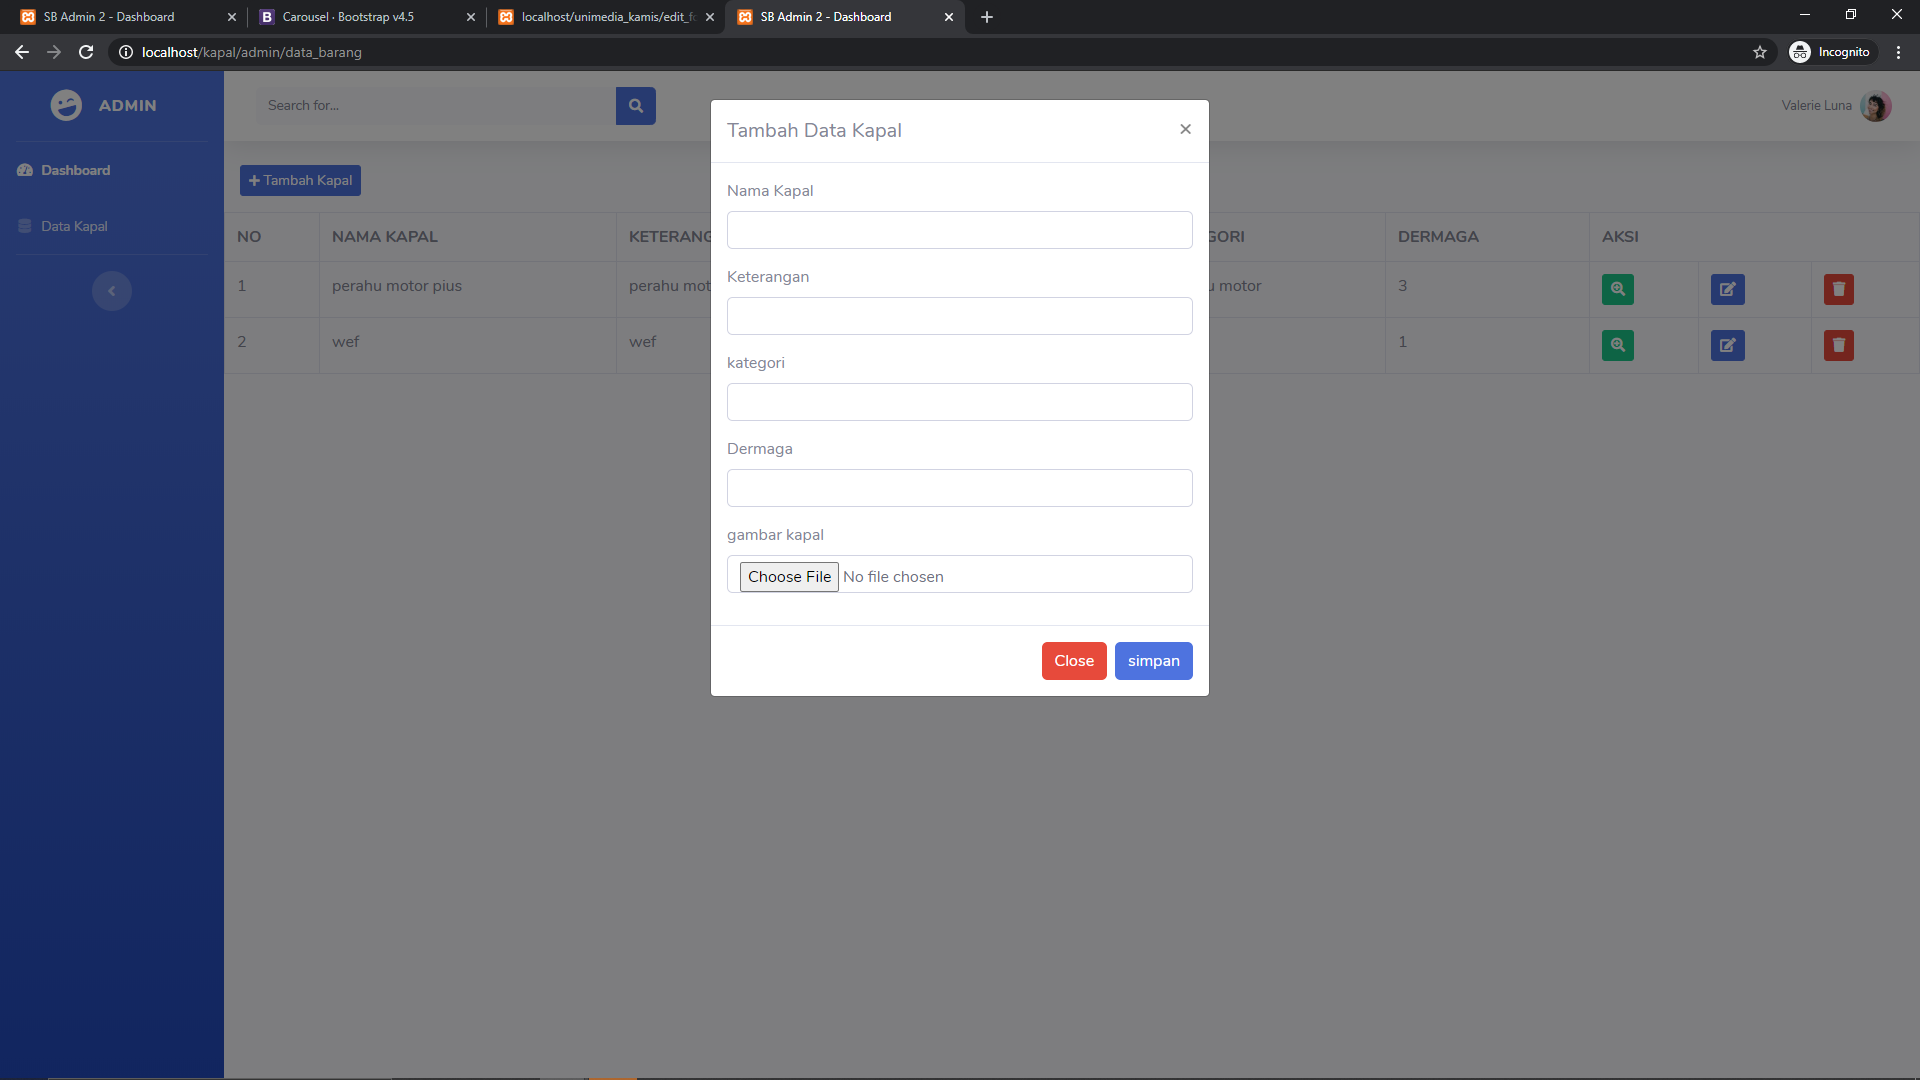 SB Admin 2 - Dashboard
Carousel · Bootstrap v4.5
localhost/unimedia_kamis/edit_fo
SB Admin 2 - Dashboard
localhost/kapal/admin/data_barang
Incognito
ADMIN
Search for...
Valerie Luna
Dashboard
Data Kapal
Tambah Kapal
NO NAMA KAPAL KETERANG GORI DERMAGA AKSI
1 perahu motor pius perahu mot u motor 3
2 wef wef 1
Tambah Data Kapal
Nama Kapal
Keterangan
kategori
Dermaga
gambar kapal
Choose File No file chosen
Close simpan